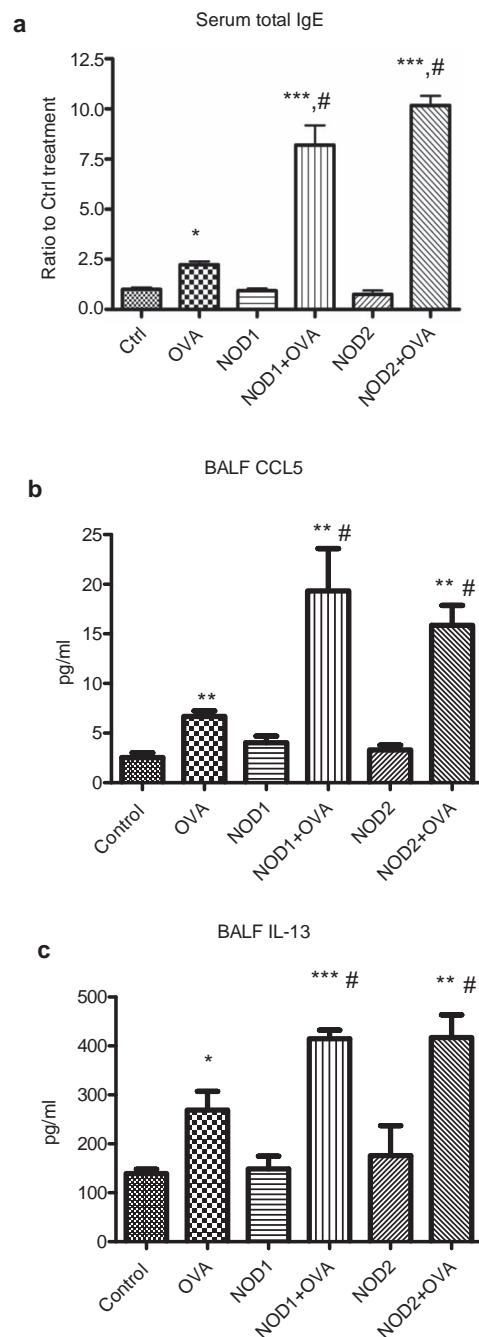 a
Serum total IgE
Ratio to Ctrl treatment
12.5
10.0
7.5
5.0
2.5
0.0
*
***,#
***,#
Ctrl
OVA
NOD1
NOD1+OVA
NOD2
NOD2+OVA
BALF CCL5
b
pg/ml
25
20
15
10
5
0
**
** #
** #
Control
OVA
NOD1
NOD1+OVA
NOD2
NOD2+OVA
BALF IL-13
c
pg/ml
500
400
300
200
100
0
*
*** #
** #
Control
OVA
NOD1
NOD1+OVA
NOD2
NOD2+OVA